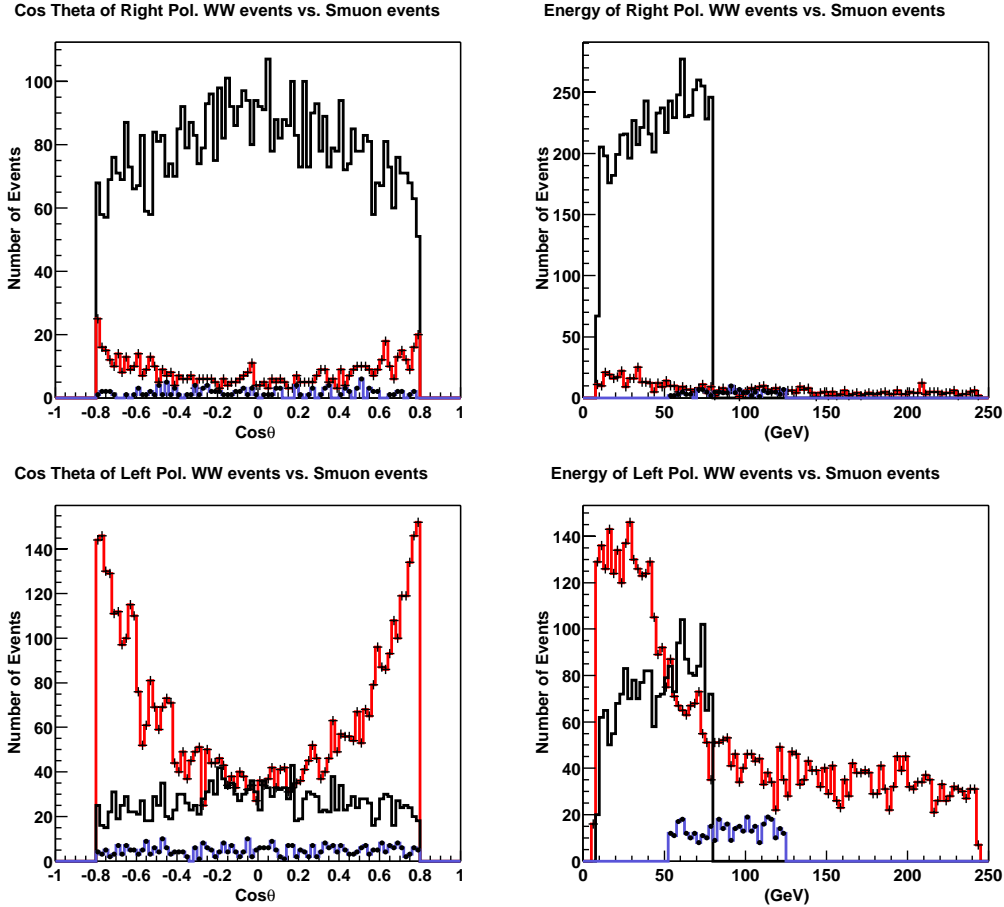 Cos Theta of Right Pol. WW events vs. Smuon events
Number of Events
100
80
60
40
20
0
-1 -0.8 -0.6 -0.4 -0.2 0 0.2 0.4 0.6 0.8 1
Cosθ
Energy of Right Pol. WW events vs. Smuon events
Number of Events
250
200
150
100
50
0
0 50 100 150 200 250
(GeV)
Cos Theta of Left Pol. WW events vs. Smuon events
Number of Events
140
120
100
80
60
40
20
0
-1 -0.8 -0.6 -0.4 -0.2 0 0.2 0.4 0.6 0.8 1
Cosθ
Energy of Left Pol. WW events vs. Smuon events
Number of Events
140
120
100
80
60
40
20
0
0 50 100 150 200 250
(GeV)